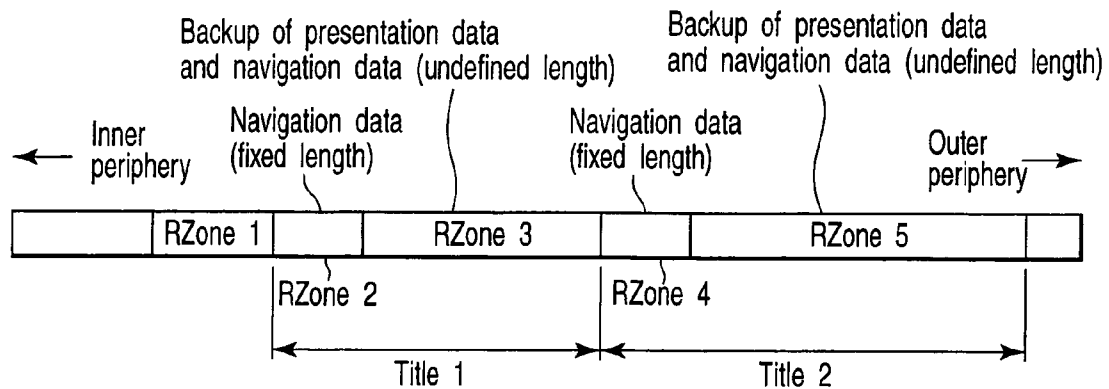 Backup of presentation data
and navigation data (undefined length)
Backup of presentation data
and navigation data (undefined length)
Inner
periphery
Navigation data
(fixed length)
Navigation data
(fixed length)
Outer
periphery
RZone 1
RZone 3
RZone 5
RZone 2
RZone 4
Title 1
Title 2